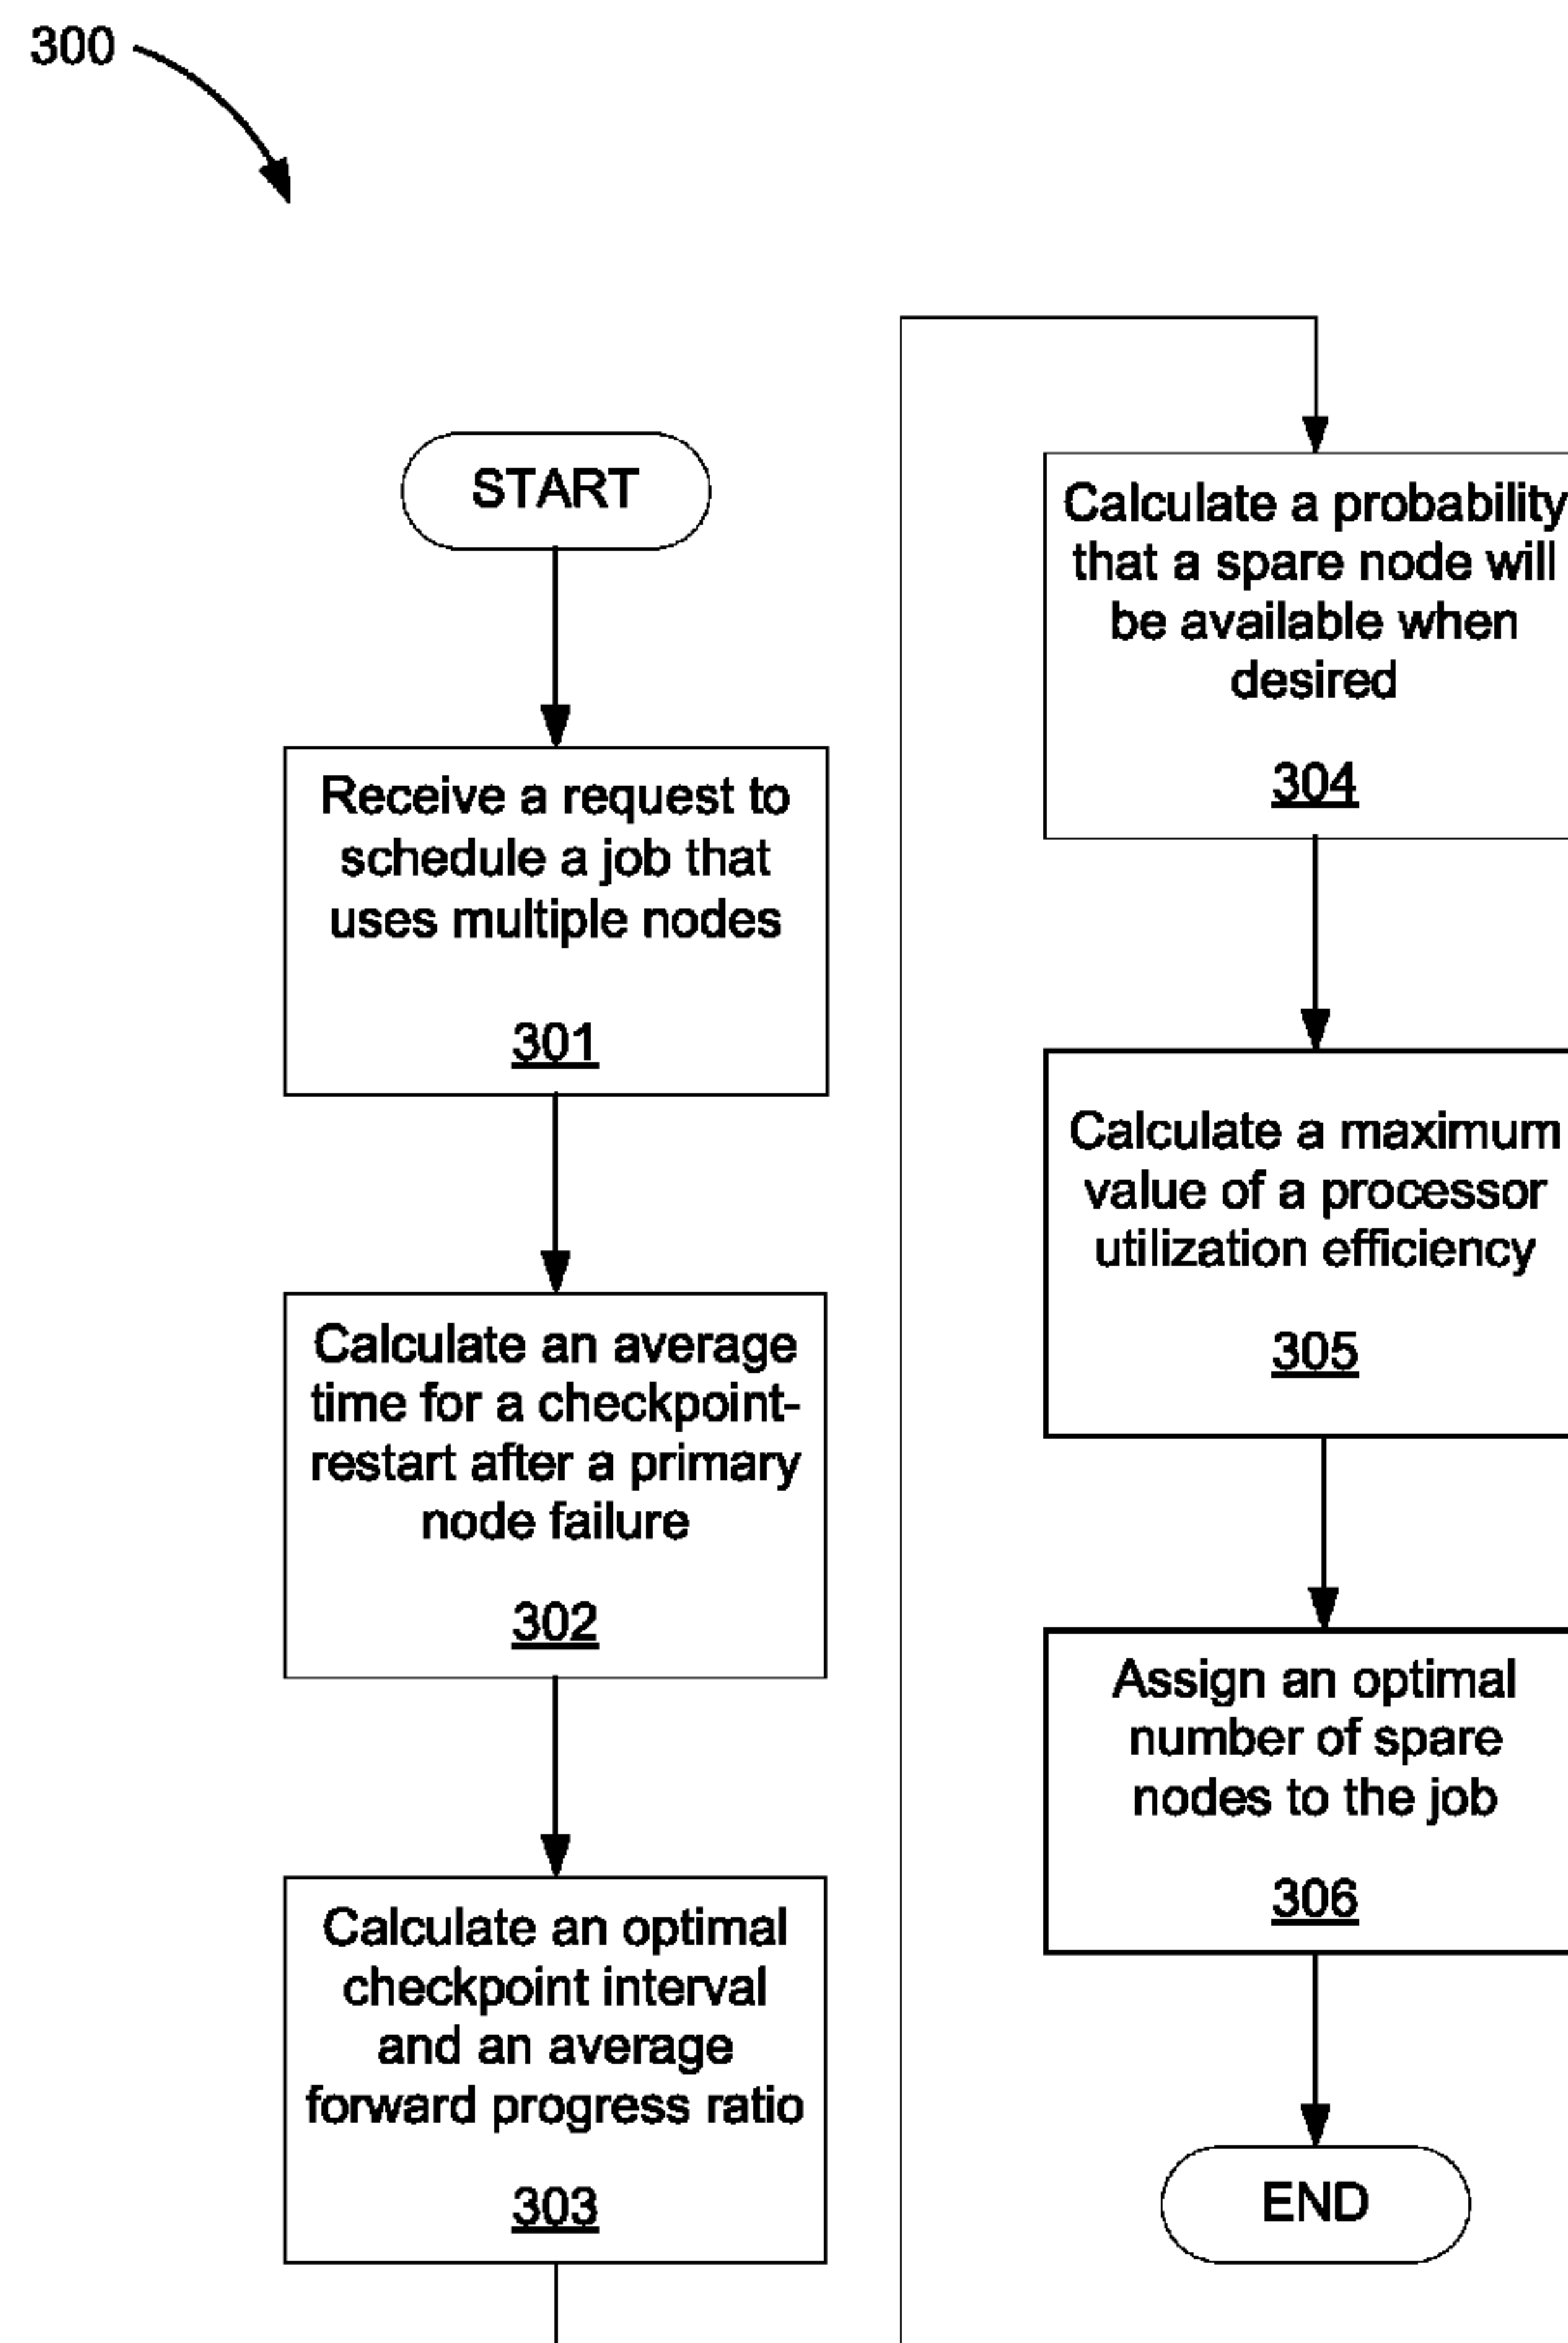 300
START
Receive a request to
schedule a job that
uses multiple nodes
301
Calculate an average
time for a checkpoint-
restart after a primary
node failure
302
Calculate an optimal
checkpoint interval
and an average
forward progress ratio
303
Calculate a probability
that a spare node will
be available when
desired
304
Calculate a maximum
value of a processor
utilization efficiency
305
Assign an optimal
number of spare
nodes to the job
306
END